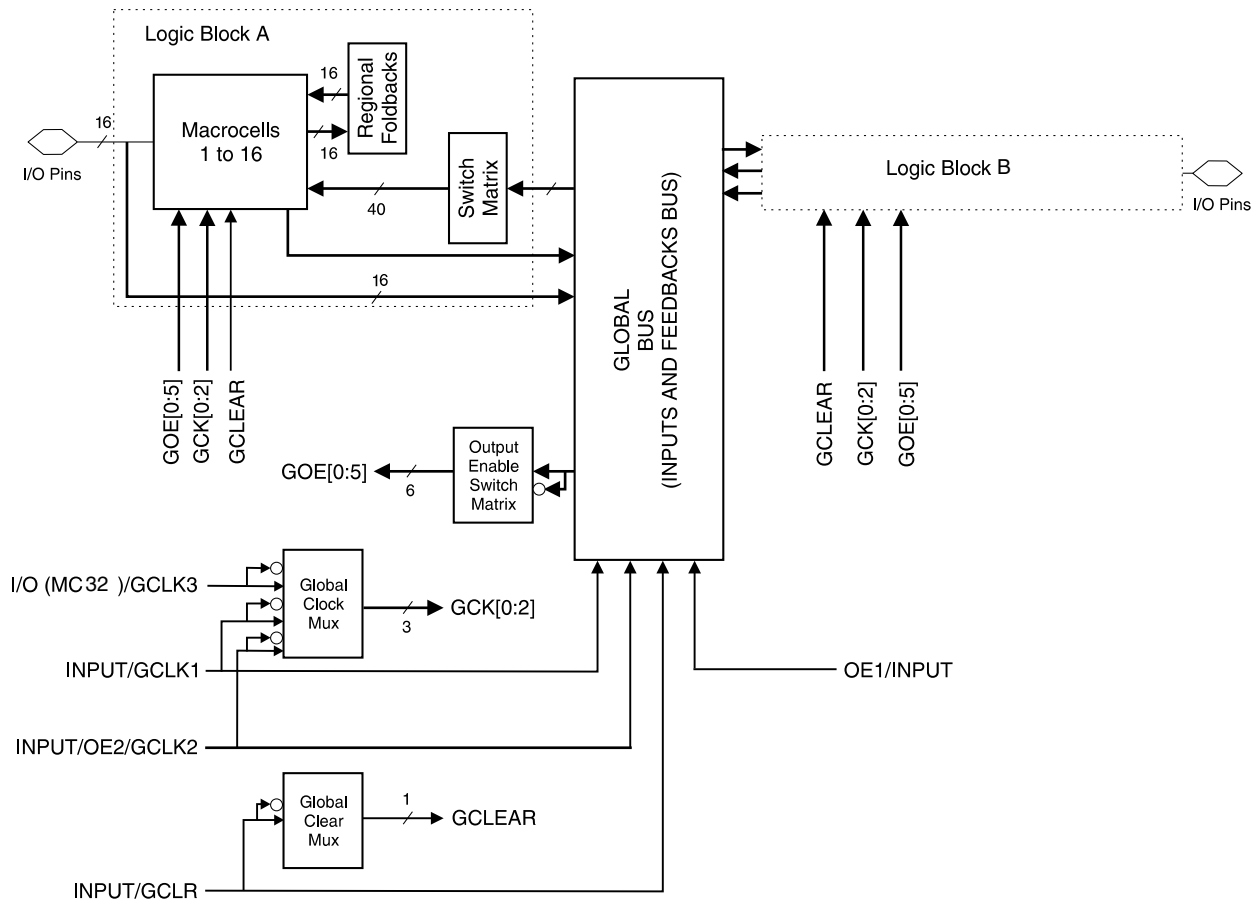 Logic Block A
16
Macrocells
1 to 16
16
16
Regional
Foldbacks
I/O Pins
40
Switch
Matrix
16
GOE[0:5]
GCK[0:2]
GCLEAR
GLOBAL
BUS
(INPUTS AND FEEDBACKS BUS)
Logic Block B
I/O Pins
GCLEAR
GCK[0:2]
GOE[0:5]
GOE[0:5]
6
Output
Enable
Switch
Matrix
I/O (MC32 )/GCLK3
Global
Clock
Mux
3
GCK[0:2]
INPUT/GCLK1
OE1/INPUT
INPUT/OE2/GCLK2
Global
Clear
Mux
1
GCLEAR
INPUT/GCLR